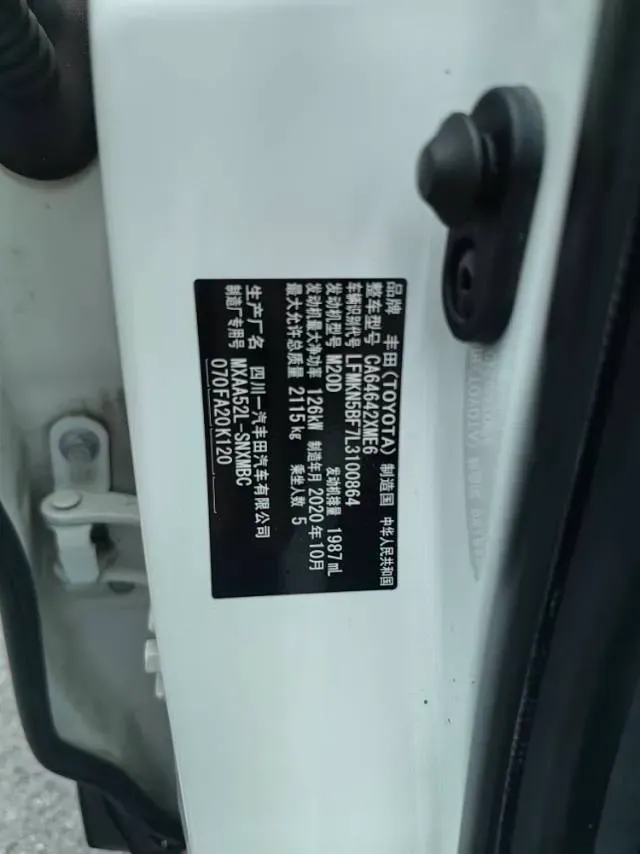 品牌 丰田(TOYOTA) 制造国 中华人民共和国
整车型号 CA64642XME6
车辆识别代号 LFMKN5BF7L3100864
发动机型号 M20D 发动机排量 1987mL
发动机最大净功率 126kW 制造年月 2020年10月
最大允许总质量 2115kg 乘坐人数 5
生产厂名 四川一汽丰田汽车有限公司
制造厂专用号 MXAA52L-SNXMBC
070FA20K120